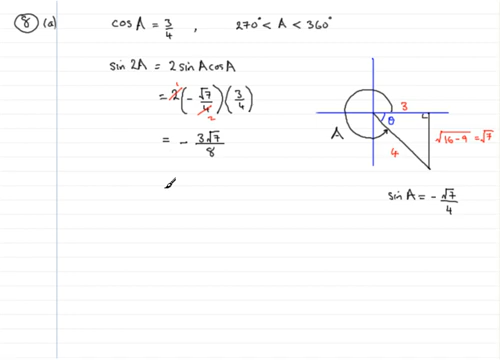 8 (a) cos A = 3/4 , 270° < A < 360°
sin 2A = 2 sin A cos A
= 2 (- √7/4) (3/4)
1
2
= - 3√7/8
3
θ
A
4
√16-9 = √7
sin A = - √7/4